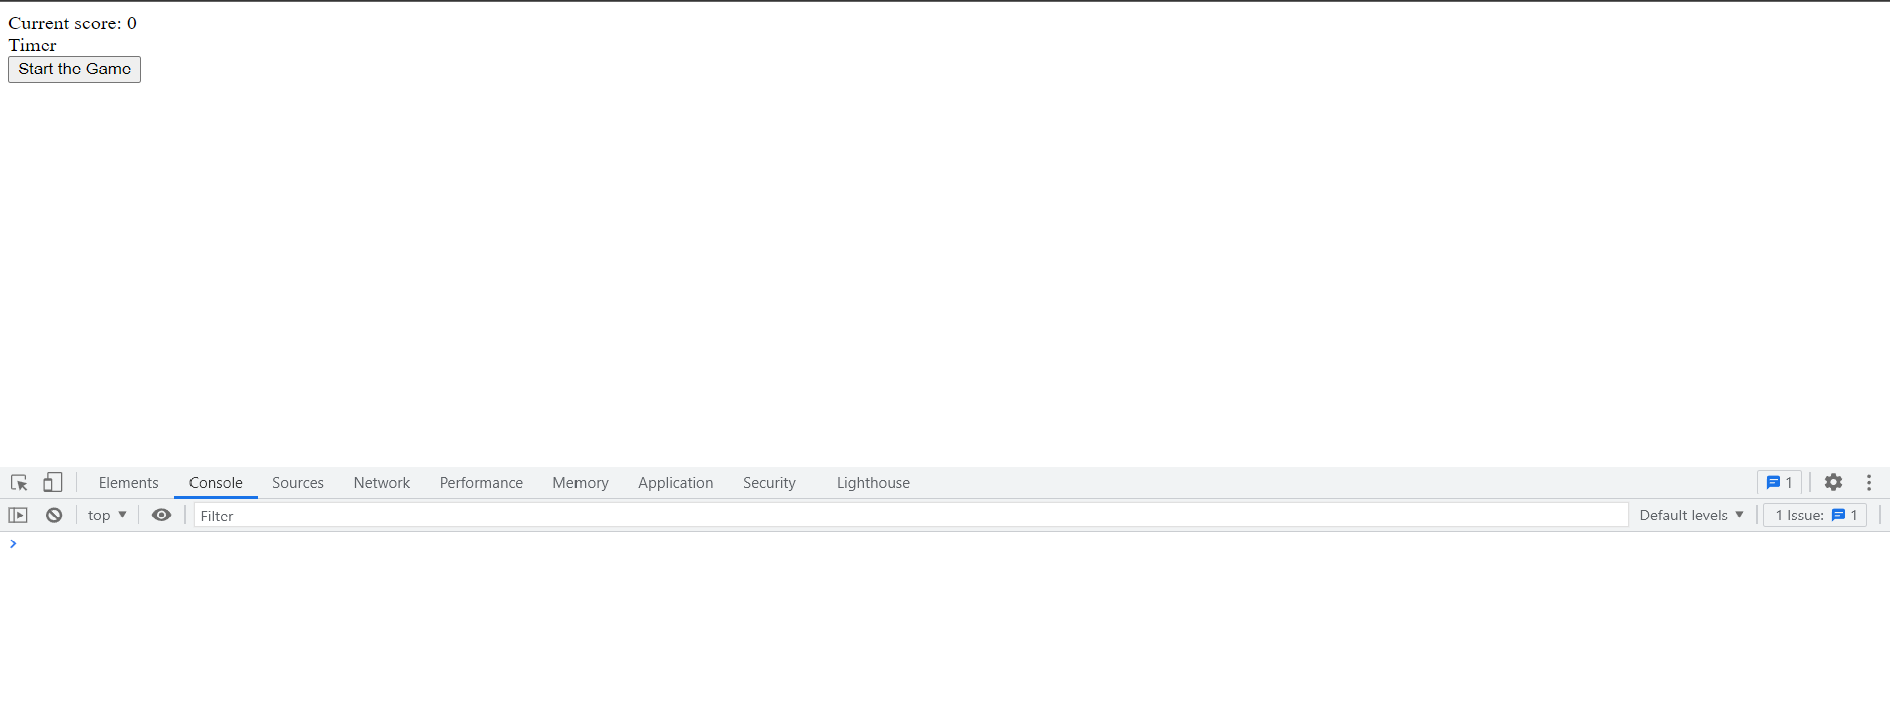 Current score: 0
Timer
Start the Game
Elements Console Sources Network Performance Memory Application Security Lighthouse 1
top Filter Default levels 1 Issue: 1